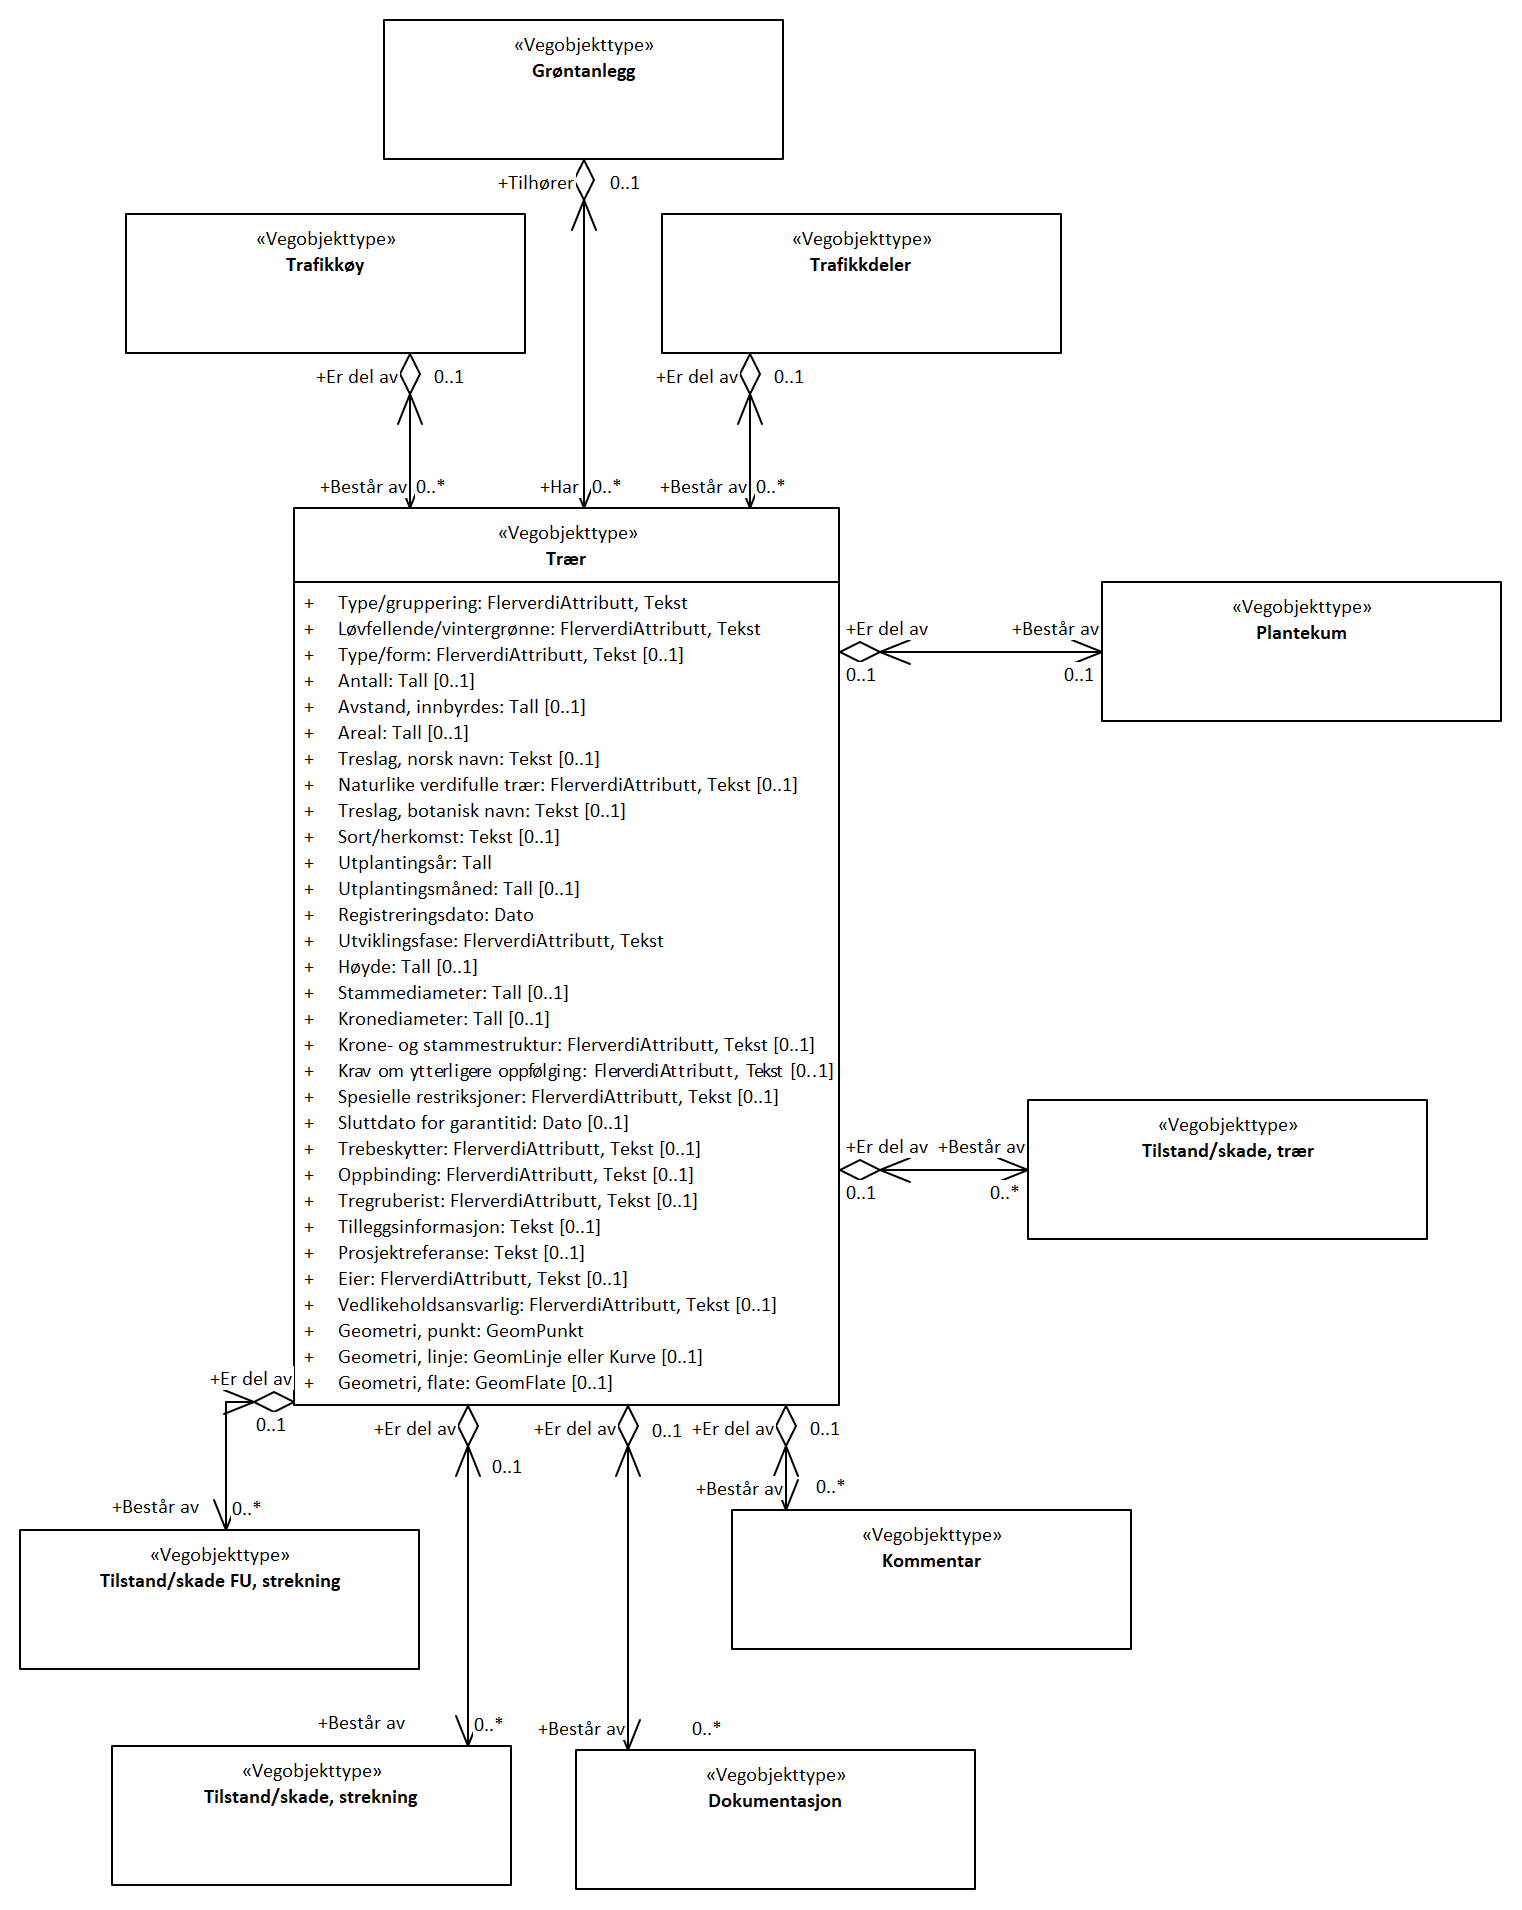 «Vegobjekttype»
Grøntanlegg
+Tilhører 0..1
«Vegobjekttype»
Trafikkøy
«Vegobjekttype»
Trafikkdeler
+Er del av 0..1
+Er del av 0..1
+Består av 0..*
+Har 0..*
+Består av 0..*
«Vegobjekttype»
Trær
+ Type/gruppering: FlerverdiAttributt, Tekst
+ Løvfellende/vintergrønne: FlerverdiAttributt, Tekst
+ Type/form: FlerverdiAttributt, Tekst [0..1]
+ Antall: Tall [0..1]
+ Avstand, innbyrdes: Tall [0..1]
+ Areal: Tall [0..1]
+ Treslag, norsk navn: Tekst [0..1]
+ Naturlike verdifulle trær: FlerverdiAttributt, Tekst [0..1]
+ Treslag, botanisk navn: Tekst [0..1]
+ Sort/herkomst: Tekst [0..1]
+ Utplantingsår: Tall
+ Utplantingsmåned: Tall [0..1]
+ Registreringsdato: Dato
+ Utviklingsfase: FlerverdiAttributt, Tekst
+ Høyde: Tall [0..1]
+ Stammediameter: Tall [0..1]
+ Kronediameter: Tall [0..1]
+ Krone- og stammestruktur: FlerverdiAttributt, Tekst [0..1]
+ Krav om ytterligere oppfølging: FlerverdiAttributt, Tekst [0..1]
+ Spesielle restriksjoner: FlerverdiAttributt, Tekst [0..1]
+ Sluttdato for garantitid: Dato [0..1]
+ Trebeskytter: FlerverdiAttributt, Tekst [0..1]
+ Oppbinding: FlerverdiAttributt, Tekst [0..1]
+ Tregruberist: FlerverdiAttributt, Tekst [0..1]
+ Tilleggsinformasjon: Tekst [0..1]
+ Prosjektreferanse: Tekst [0..1]
+ Eier: FlerverdiAttributt, Tekst [0..1]
+ Vedlikeholdsansvarlig: FlerverdiAttributt, Tekst [0..1]
+ Geometri, punkt: GeomPunkt
+ Geometri, linje: GeomLinje eller Kurve [0..1]
+ Geometri, flate: GeomFlate [0..1]
+Er del av +Består av
0..1 0..1
«Vegobjekttype»
Plantekum
+Er del av +Består av
0..1 0..*
«Vegobjekttype»
Tilstand/skade, trær
+Er del av
0..1
+Består av 0..*
«Vegobjekttype»
Tilstand/skade FU, strekning
+Er del av
0..1
+Består av 0..*
«Vegobjekttype»
Tilstand/skade, strekning
+Er del av 0..1
+Består av 0..*
«Vegobjekttype»
Dokumentasjon
+Er del av 0..1
+Består av 0..*
«Vegobjekttype»
Kommentar